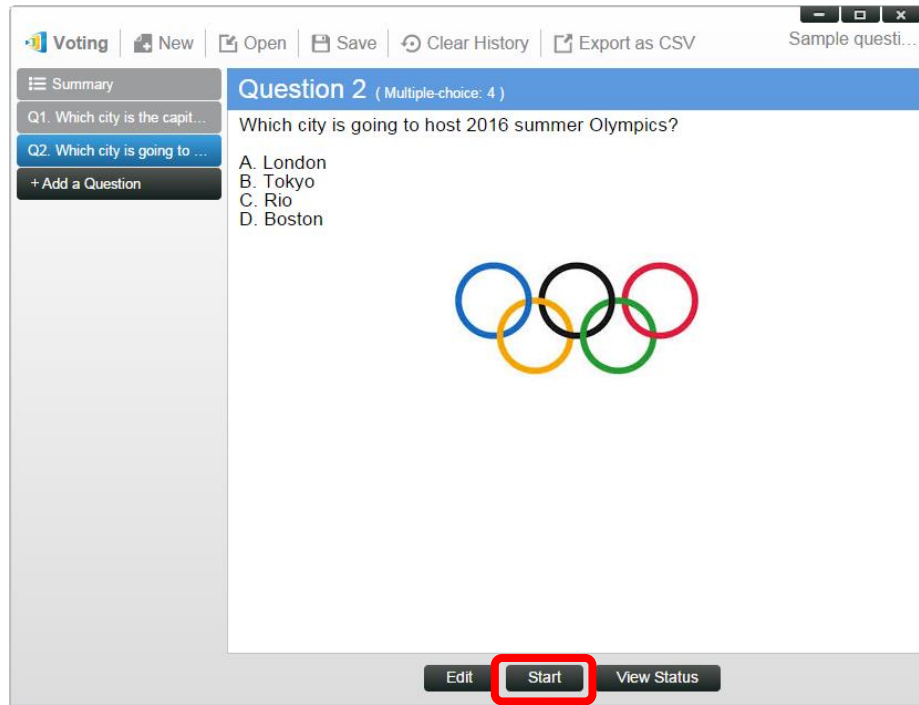 Voting New Open Save Clear History Export as CSV Sample questi...
Summary
Q1. Which city is the capit...
Q2. Which city is going to ...
+ Add a Question
Question 2 ( Multiple-choice: 4 )
Which city is going to host 2016 summer Olympics?
A. London
B. Tokyo
C. Rio
D. Boston
Edit Start View Status